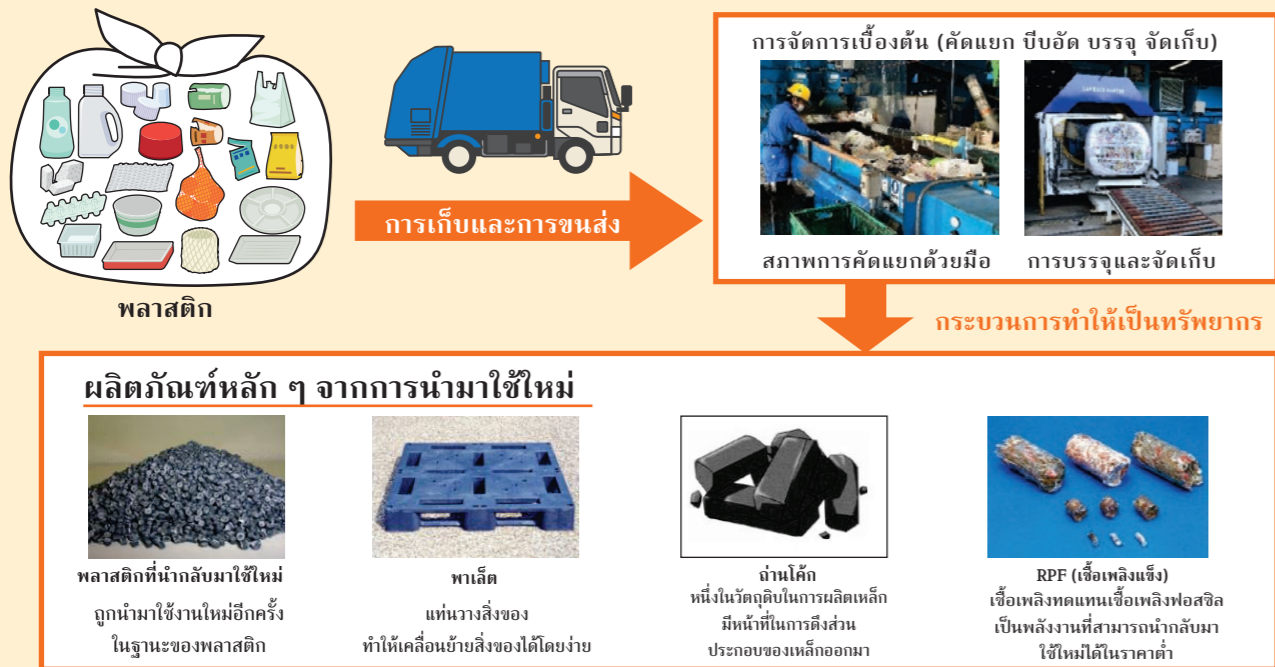 การจัดการเบื้องต้น (คัดแยก บีบอัด บรรจุ จัดเก็บ)
การเก็บและการขนส่ง
สภาพการคัดแยกด้วยมือ
การบรรจุและจัดเก็บ
พลาสติก
กระบวนการทำให้เป็นทรัพยากร
ผลิตภัณฑ์หลัก ๆ จากการนำมาใช้ใหม่
พลาสติกที่นำกลับมาใช้ใหม่
ถูกนำมาใช้งานใหม่อีกครั้ง
ในฐานะของพลาสติก
พาเล็ต
แท่นวางสิ่งของ
ทำให้เคลื่อนย้ายสิ่งของได้โดยง่าย
ถ่านโค้ก
หนึ่งในวัตถุดิบในการผลิตเหล็ก
มีหน้าที่ในการดึงส่วน
ประกอบของเหล็กออกมา
RPF (เชื้อเพลิงแข็ง)
เชื้อเพลิงทดแทนเชื้อเพลิงฟอสซิล
เป็นพลังงานที่สามารถนำกลับมา
ใช้ใหม่ได้ในราคาต่ำ